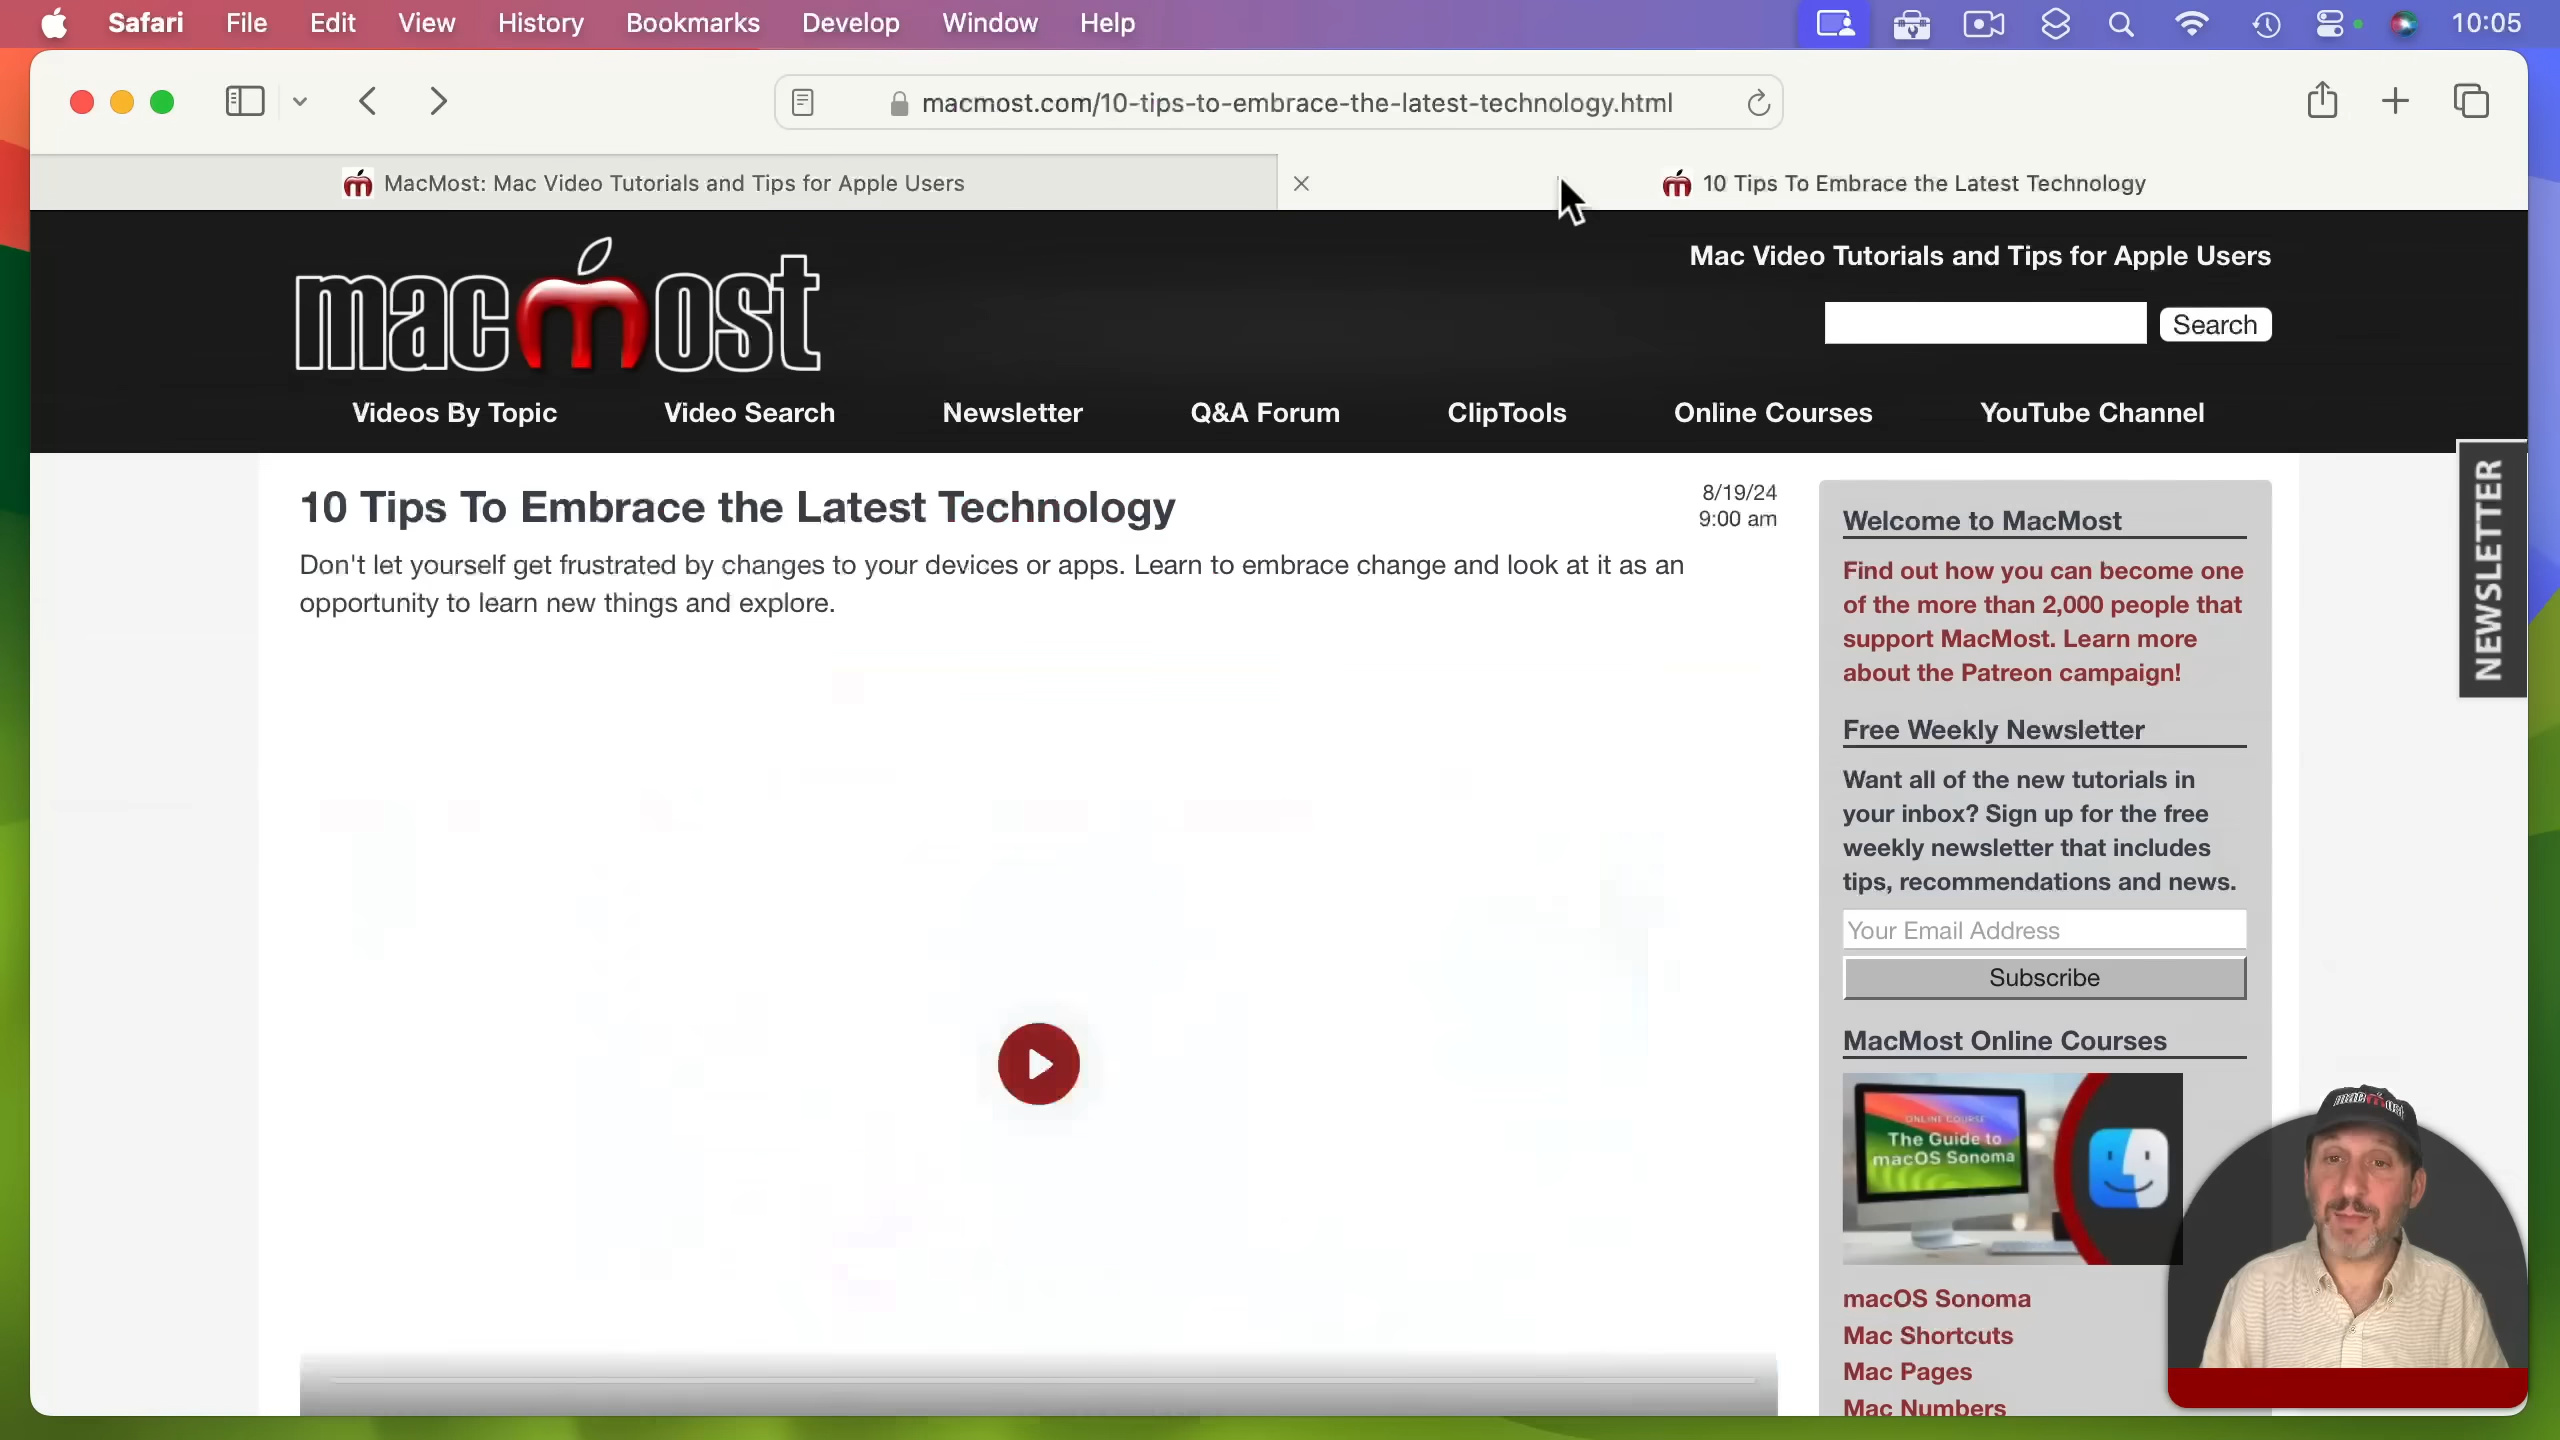 Safari File Edit View History Bookmarks Develop Window Help 10:05
macmost.com/10-tips-to-embrace-the-latest-technology.html
MacMost: Mac Video Tutorials and Tips for Apple Users
10 Tips To Embrace the Latest Technology
macmost
Mac Video Tutorials and Tips for Apple Users
Search
Videos By Topic Video Search Newsletter Q&A Forum ClipTools Online Courses YouTube Channel
NEWSLETTER
10 Tips To Embrace the Latest Technology
8/19/24
9:00 am
Don't let yourself get frustrated by changes to your devices or apps. Learn to embrace change and look at it as an
opportunity to learn new things and explore.
Welcome to MacMost
Find out how you can become one
of the more than 2,000 people that
support MacMost. Learn more
about the Patreon campaign!
Free Weekly Newsletter
Want all of the new tutorials in
your inbox? Sign up for the free
weekly newsletter that includes
tips, recommendations and news.
Your Email Address
Subscribe
MacMost Online Courses
ONLINE COURSE
The Guide to
macOS Sonoma
macOS Sonoma
Mac Shortcuts
Mac Pages
Mac Numbers
macmost